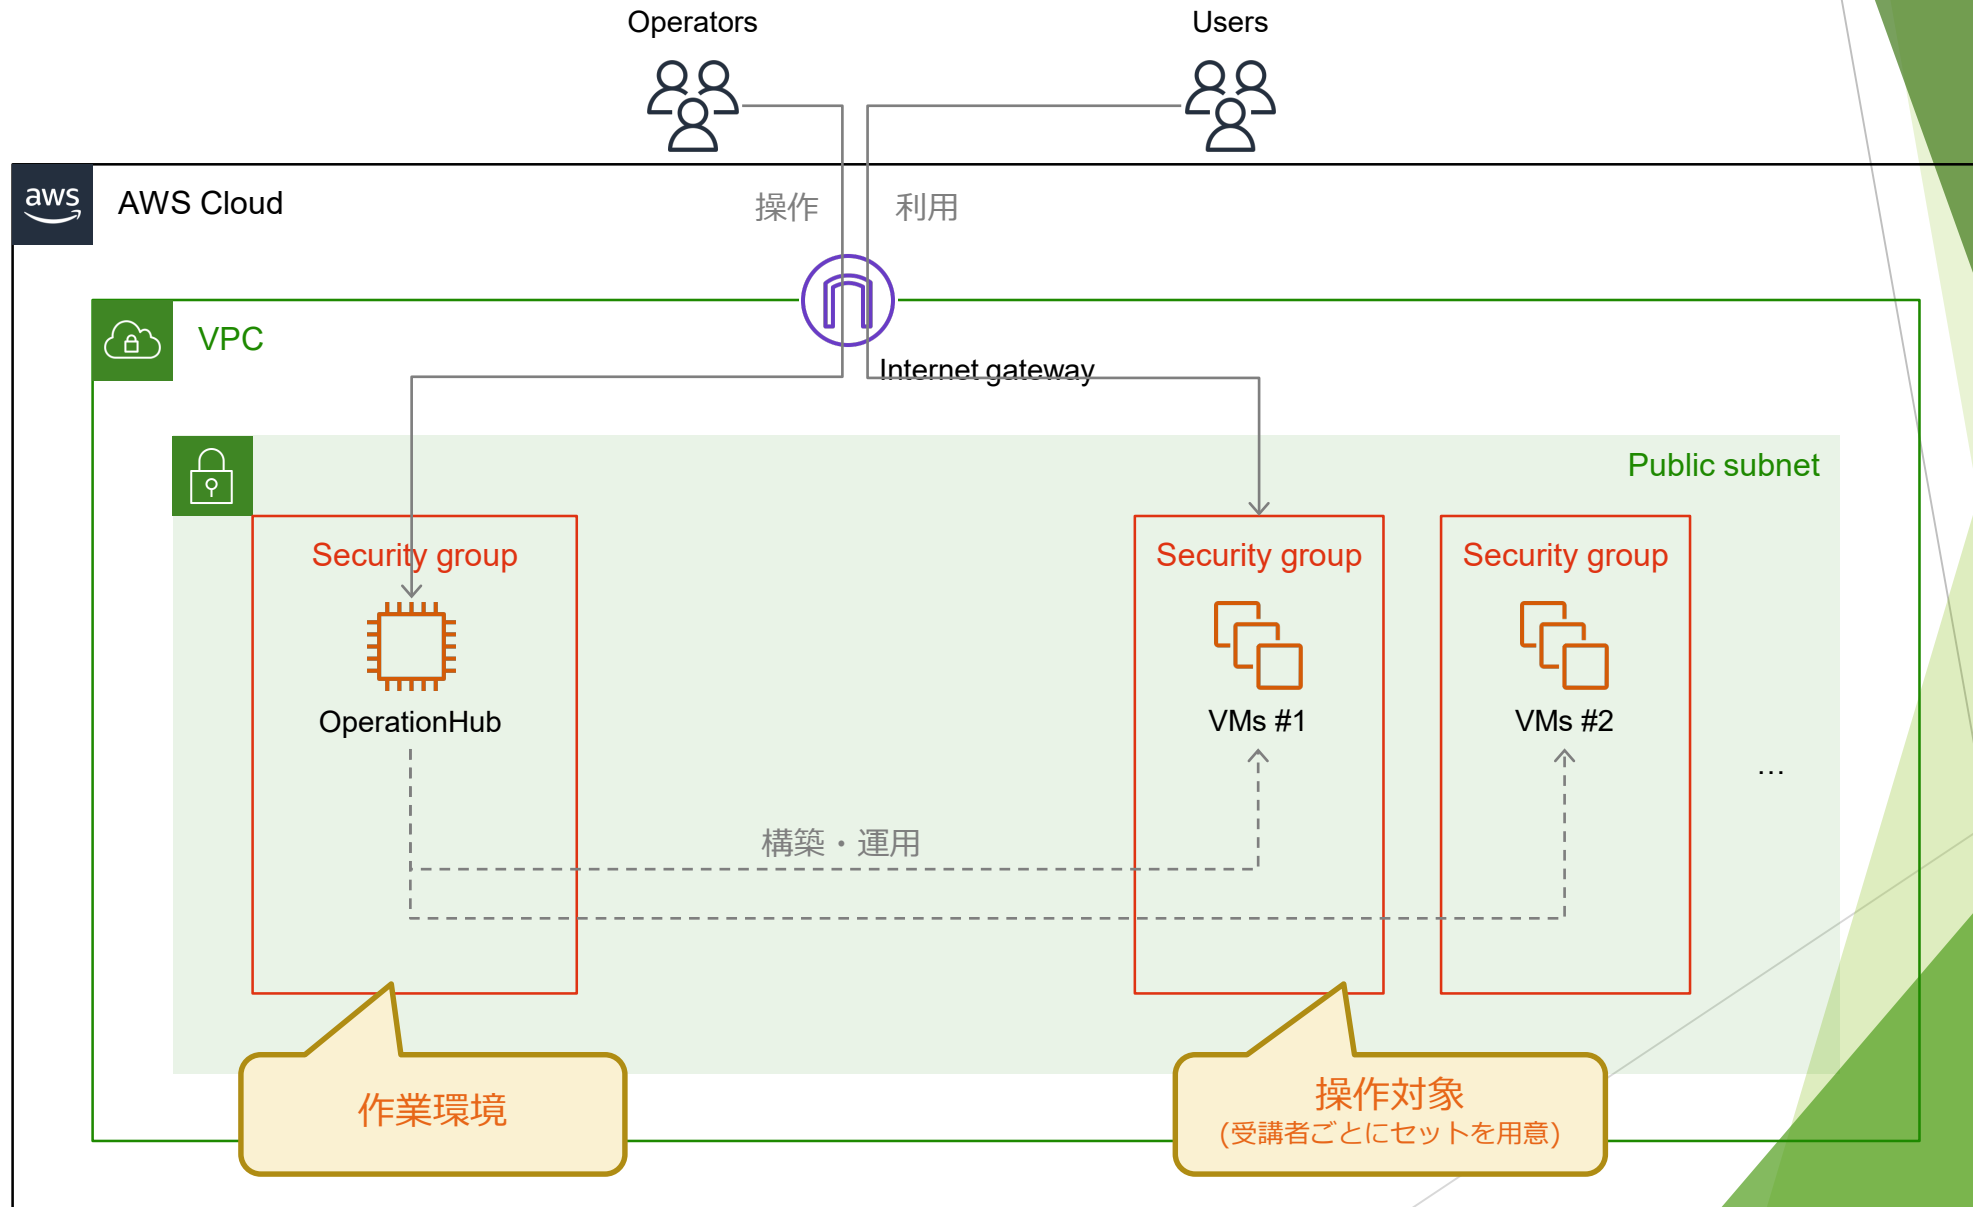 Operators
Users
aws
AWS Cloud
操作
利用
VPC
Internet gateway
Public subnet
Security group
Security group
Security group
OperationHub
VMs #1
VMs #2
...
構築・運用
作業環境
操作対象
(受講者ごとにセットを用意)